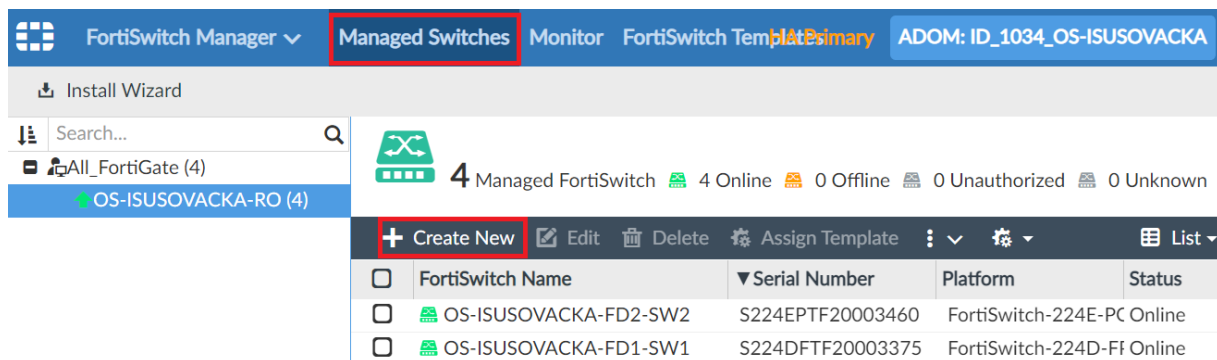 FortiSwitch Manager Managed Switches Monitor FortiSwitch Templates HA Primary ADOM: ID_1034_OS-ISUSOVACKA
Install Wizard
Search...
All_FortiGate (4)
OS-ISUSOVACKA-RO (4)
4 Managed FortiSwitch 4 Online 0 Offline 0 Unauthorized 0 Unknown
Create New Edit Delete Assign Template List
FortiSwitch Name Serial Number Platform Status
OS-ISUSOVACKA-FD2-SW2 S224EPTF20003460 FortiSwitch-224E-PO Online
OS-ISUSOVACKA-FD1-SW1 S224DFTF20003375 FortiSwitch-224D-FF Online